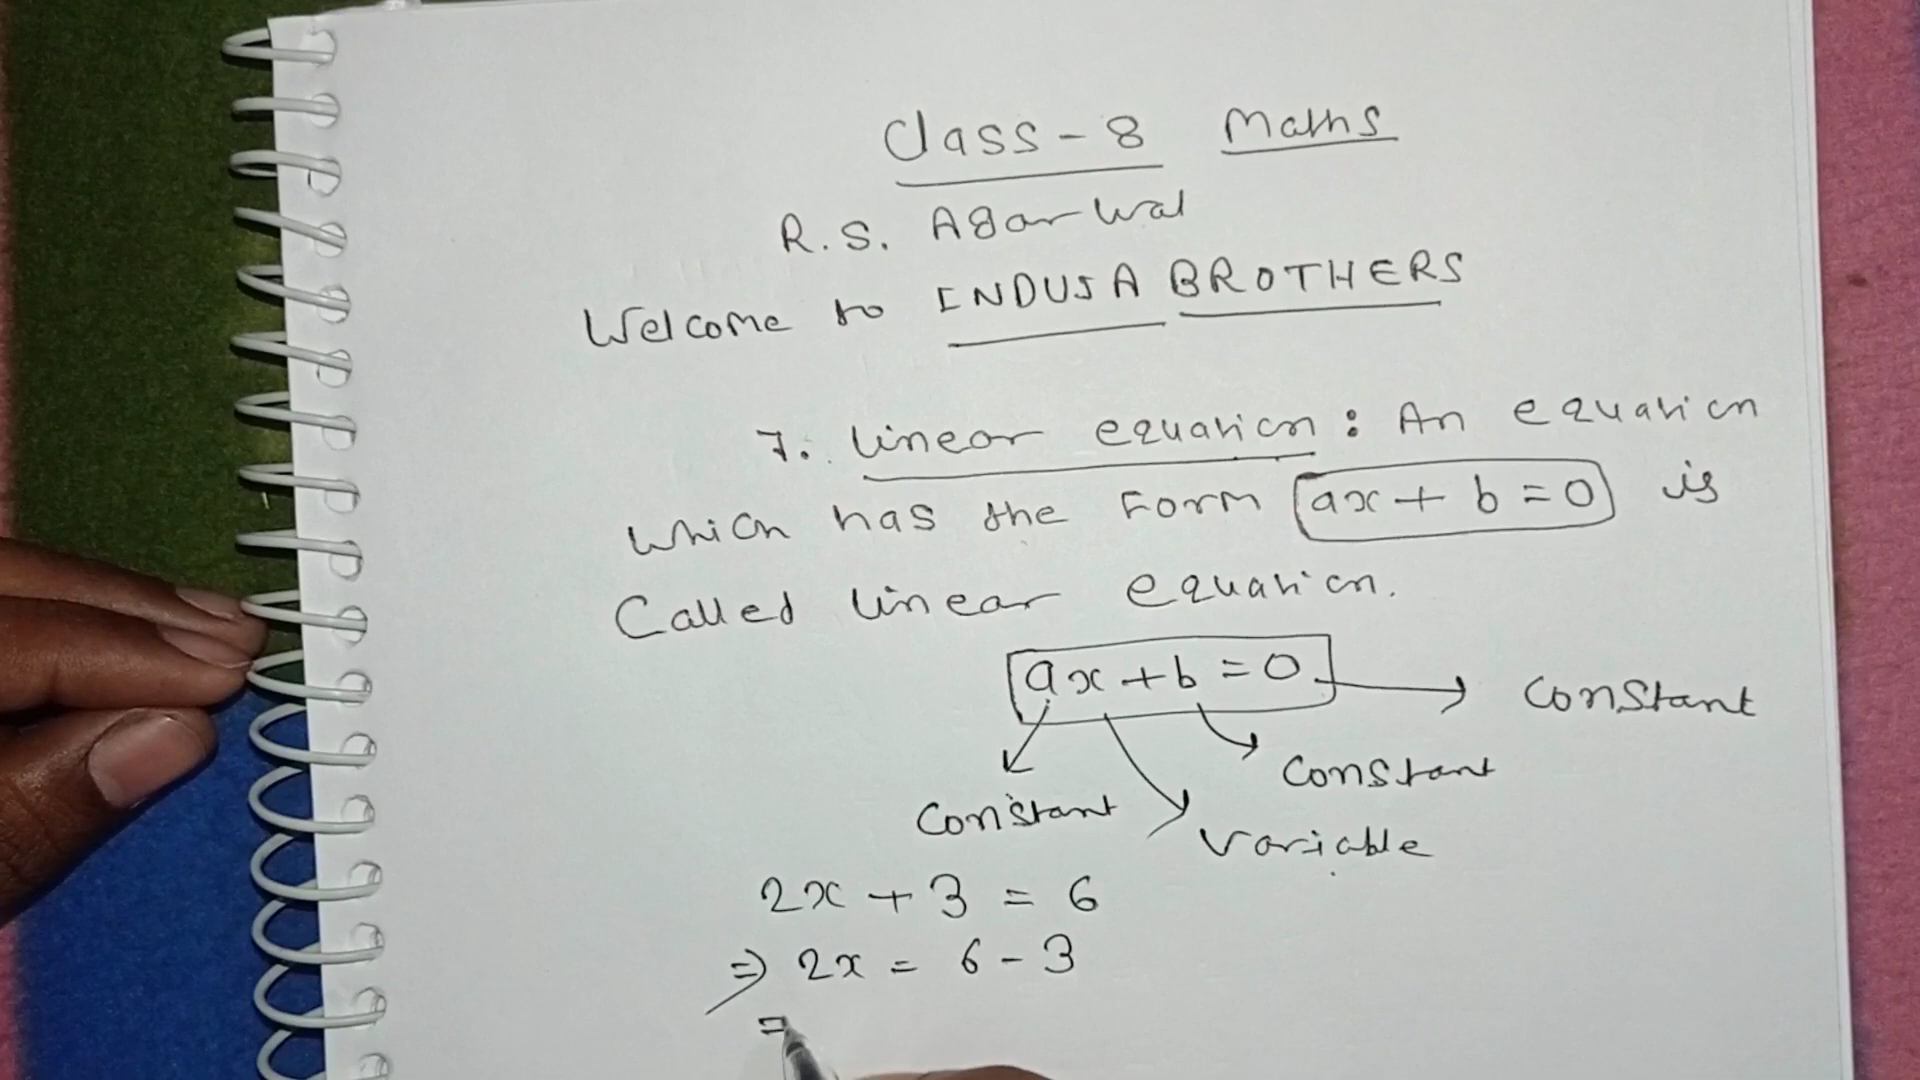 Class-8 Maths
R.S. Agarwal
Welcome to INDUJA BROTHERS
7. Linear equation: An equation
which has the Form ax + b = 0 is
Called linear equation.
ax + b = 0 → Constant
Constant
Constant
Variable
2x + 3 = 6
⇒ 2x = 6 - 3
=